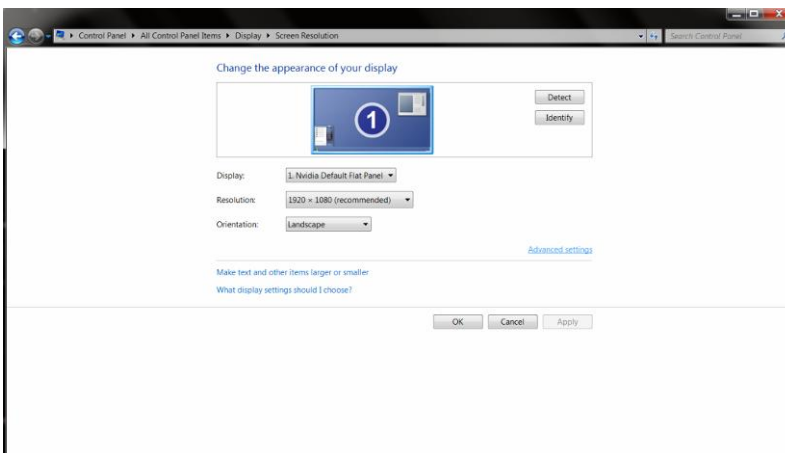 Control Panel ▸ All Control Panel Items ▸ Display ▸ Screen Resolution
Search Control Panel
Change the appearance of your display
1
Detect
Identify
Display: 1. Nvidia Default Flat Panel
Resolution: 1920 × 1080 (recommended)
Orientation: Landscape
Advanced settings
Make text and other items larger or smaller
What display settings should I choose?
OK Cancel Apply